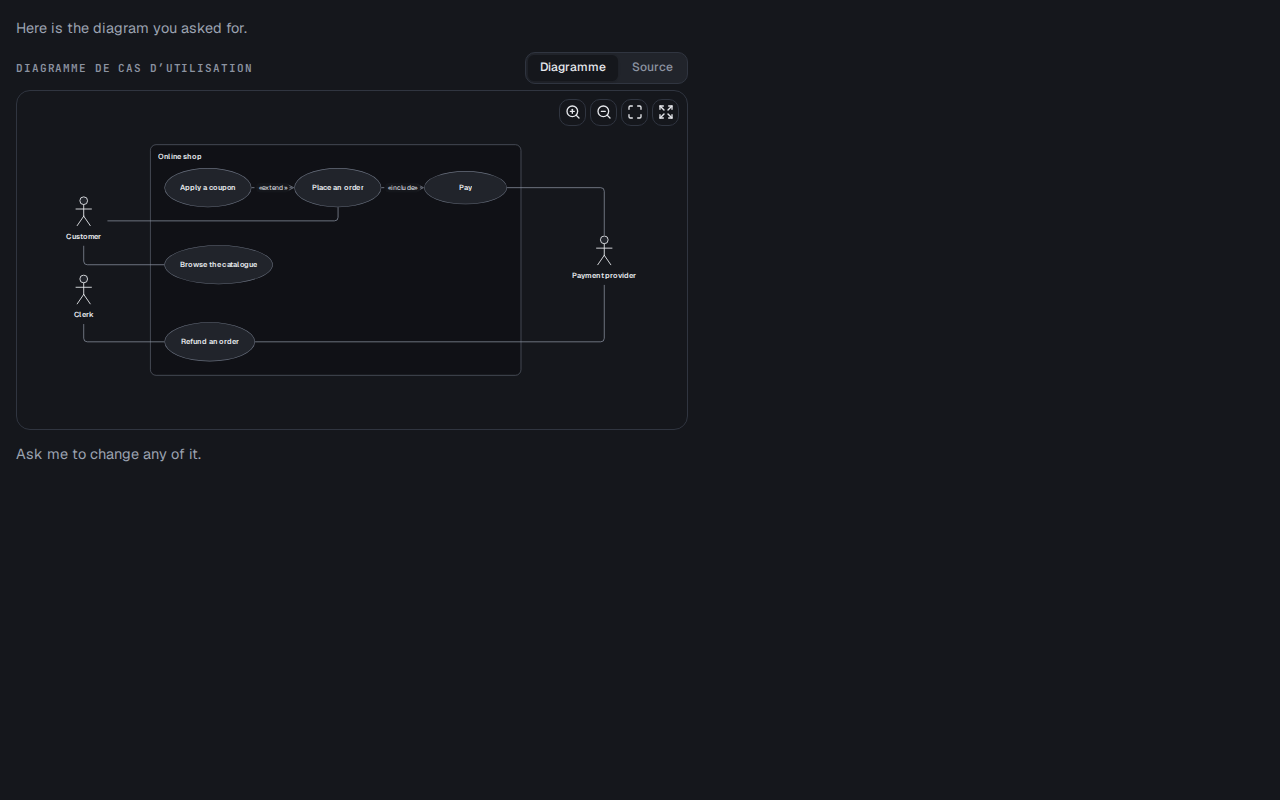 Here is the diagram you asked for.
DIAGRAMME DE CAS D'UTILISATION
Diagramme
Source
Online shop
Apply a coupon
«extend»
Place an order
«include»
Pay
Customer
Payment provider
Browse the catalogue
Clerk
Refund an order
Ask me to change any of it.